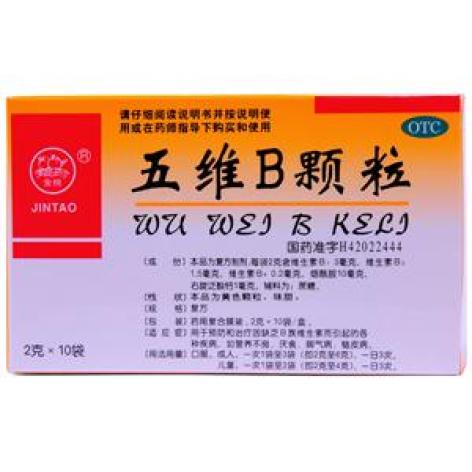 请仔细阅读说明书并按说明使
用或在药师指导下购买和使用
OTC
R
JINTAO
五维B颗粒
WU WEI B KELI
国药准字H42022444
[成 份] 本品为复方制剂,每袋2克含维生素B₁ 3毫克、维生素B₂
1.5毫克、维生素B₆ 0.2毫克、烟酰胺10毫克、
右旋泛酸钙1毫克。辅料为:蔗糖。
[性 状] 本品为黄色颗粒,味甜。
[规 格] 复方
[包 装] 药用复合膜袋,2克×10袋/盒。
[适 应 症] 用于预防和治疗因缺乏B族维生素而引起的各
种疾病,如营养不良、厌食、脚气病、糙皮病。
[用法用量] 口服,成人,一次1袋至3袋(即2克至6克),一日3次。
儿童,一次1袋至2袋(即2克至4克),一日3次。
2克×10袋